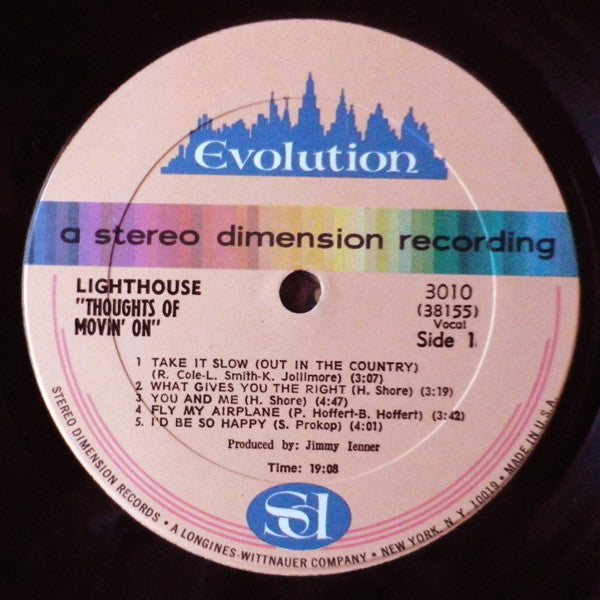 Evolution
a stereo dimension recording
LIGHTHOUSE
"THOUGHTS OF
MOVIN' ON"
3010
(38155)
Vocal
Side 1
1 TAKE IT SLOW (OUT IN THE COUNTRY)
(R. Cole-L. Smith-K. Jollimore) (3:07)
2 WHAT GIVES YOU THE RIGHT (H. Shore) (3:19)
3. YOU AND ME (H. Shore) (4:47)
4 FLY MY AIRPLANE (P. Hoffert-B. Hoffert) (3:42)
5. I'D BE SO HAPPY (S. Prokop) (4:01)
Produced by: Jimmy Ienner
Time: 19:08
Sd
STEREO DIMENSION RECORDS • A LONGINES-WITTNAUER COMPANY • NEW YORK, N. Y. 10019 • MADE IN U.S.A.